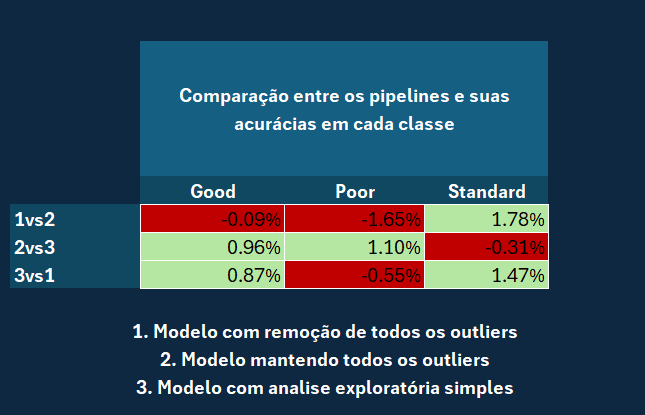 Comparação entre os pipelines e suas
acurácias em cada classe
Good Poor Standard
1vs2 -0.09% -1.65% 1.78%
2vs3 0.96% 1.10% -0.31%
3vs1 0.87% -0.55% 1.47%
1. Modelo com remoção de todos os outliers
2. Modelo mantendo todos os outliers
3. Modelo com analise exploratória simples